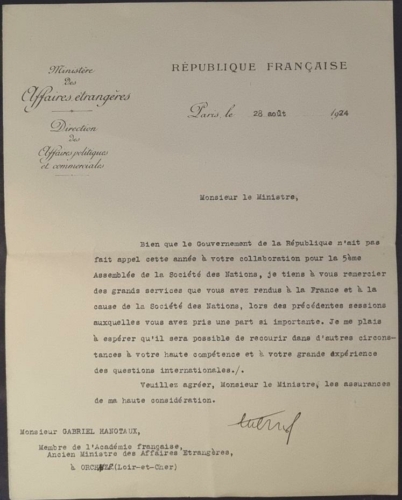 Ministère
des
Affaires étrangères
Direction
des
Affaires politiques
et commerciales
RÉPUBLIQUE FRANÇAISE
Paris, le 28 août 1924
Monsieur le Ministre,
Bien que le Gouvernement de la République n'ait pas
fait appel cette année à votre collaboration pour la 5ème
Assemblée de la Société des Nations, je tiens à vous remercier
des grands services que vous avez rendus à la France et à la
cause de la Société des Nations, lors des précédentes sessions
auxquelles vous avez pris une part si importante. Je me plais
à espérer qu'il sera possible de recourir dans d'autres circons-
tances à votre haute compétence et à votre grande expérience
des questions internationales./.
Veuillez agréer, Monsieur le Ministre, les assurances
de ma haute considération.
Monsieur GABRIEL HANOTAUX,
Membre de l'Académie française,
Ancien Ministre des Affaires Etrangères,
à (Loir-et-Cher)